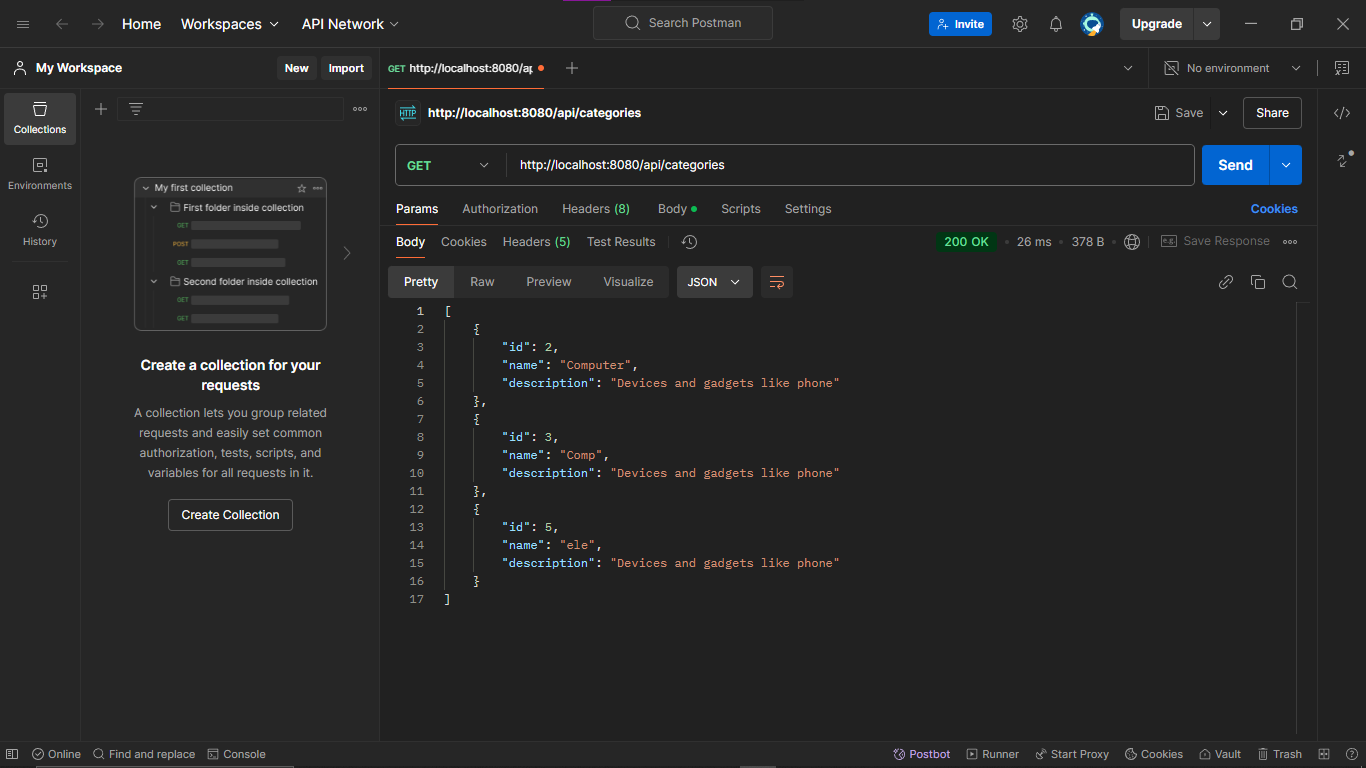 Home Workspaces API Network Search Postman Invite Upgrade
My Workspace New Import GET http://localhost:8080/ap No environment
Collections
Environments
History
My first collection
First folder inside collection
GET
POST
GET
Second folder inside collection
GET
GET
Create a collection for your
requests
A collection lets you group related
requests and easily set common
authorization, tests, scripts, and
variables for all requests in it.
Create Collection
HTTP http://localhost:8080/api/categories Save Share
GET http://localhost:8080/api/categories Send
Params Authorization Headers (8) Body Scripts Settings Cookies
Body Cookies Headers (5) Test Results 200 OK 26 ms 378 B e.g. Save Response
Pretty Raw Preview Visualize JSON
1 [
2 {
3 "id": 2,
4 "name": "Computer",
5 "description": "Devices and gadgets like phone"
6 },
7 {
8 "id": 3,
9 "name": "Comp",
10 "description": "Devices and gadgets like phone"
11 },
12 {
13 "id": 5,
14 "name": "ele",
15 "description": "Devices and gadgets like phone"
16 }
17 ]
Online Find and replace Console Postbot Runner Start Proxy Cookies Vault Trash